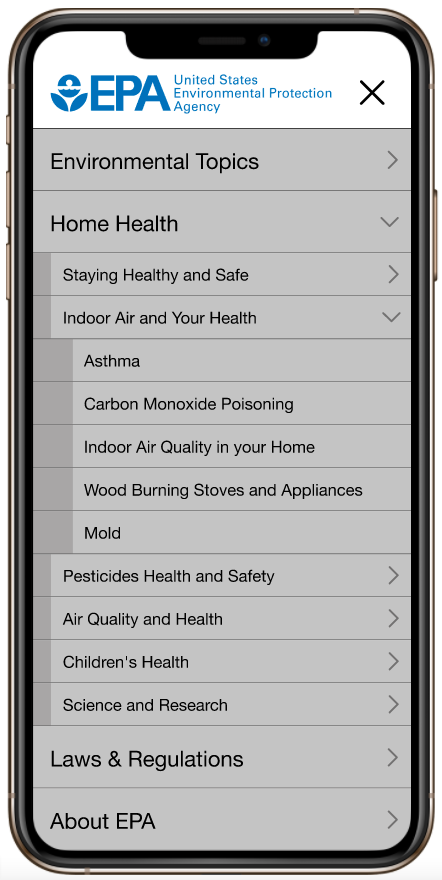 EPA
United States
Environmental Protection
Agency
Environmental Topics
Home Health
Staying Healthy and Safe
Indoor Air and Your Health
Asthma
Carbon Monoxide Poisoning
Indoor Air Quality in your Home
Wood Burning Stoves and Appliances
Mold
Pesticides Health and Safety
Air Quality and Health
Children's Health
Science and Research
Laws & Regulations
About EPA